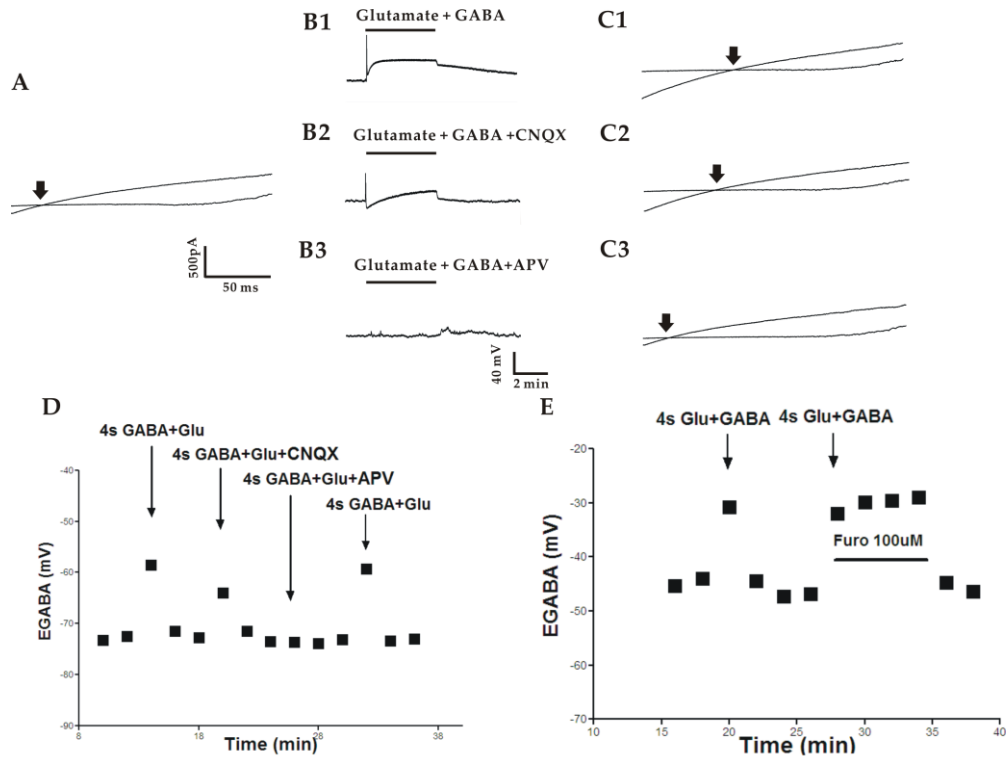 A
500pA
50 ms
B1
Glutamate + GABA
B2
Glutamate + GABA +CNQX
B3
Glutamate + GABA+APV
40 mV
2 min
C1
C2
C3
D
4s GABA+Glu
4s GABA+Glu+CNQX
4s GABA+Glu+APV
4s GABA+Glu
EGABA (mV)
-40
-50
-60
-70
-80
-90
8
18
28
38
Time (min)
E
4s Glu+GABA
4s Glu+GABA
Furo 100uM
EGABA (mV)
-20
-30
-40
-50
-60
-70
10
15
20
25
30
35
40
Time (min)